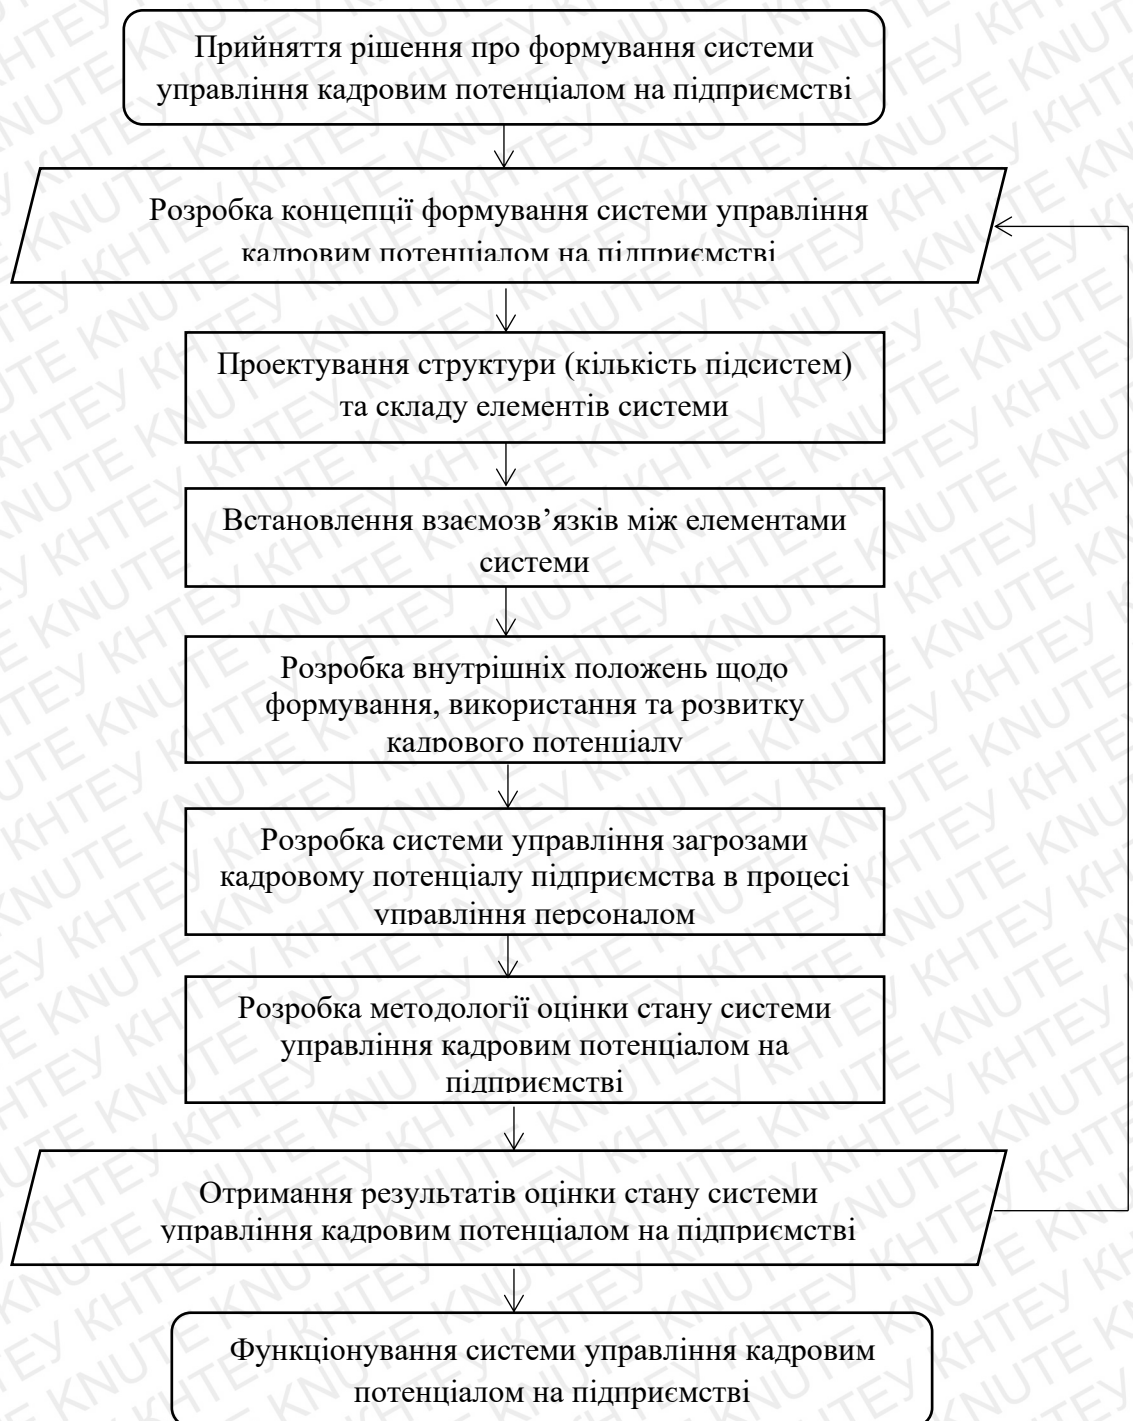 Прийняття рішення про формування системи
управління кадровим потенціалом на підприємстві
Розробка концепції формування системи управління
кадровим потенціалом на підприємстві
Проектування структури (кількість підсистем)
та складу елементів системи
Встановлення взаємозв’язків між елементами
системи
Розробка внутрішніх положень щодо
формування, використання та розвитку
кадрового потенціалу
Розробка системи управління загрозами
кадровому потенціалу підприємства в процесі
управління персоналом
Розробка методології оцінки стану системи
управління кадровим потенціалом на
підприємстві
Отримання результатів оцінки стану системи
управління кадровим потенціалом на підприємстві
Функціонування системи управління кадровим
потенціалом на підприємстві